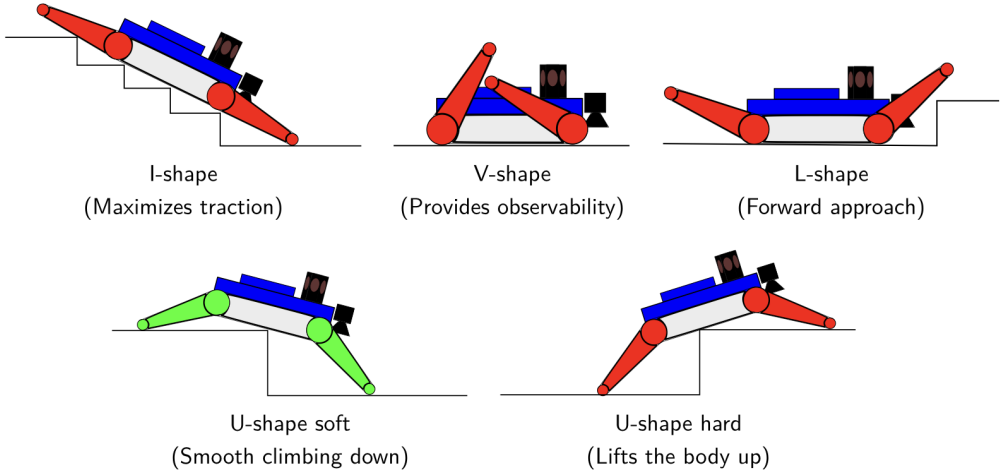 I-shape
(Maximizes traction)
V-shape
(Provides observability)
L-shape
(Forward approach)
U-shape soft
(Smooth climbing down)
U-shape hard
(Lifts the body up)